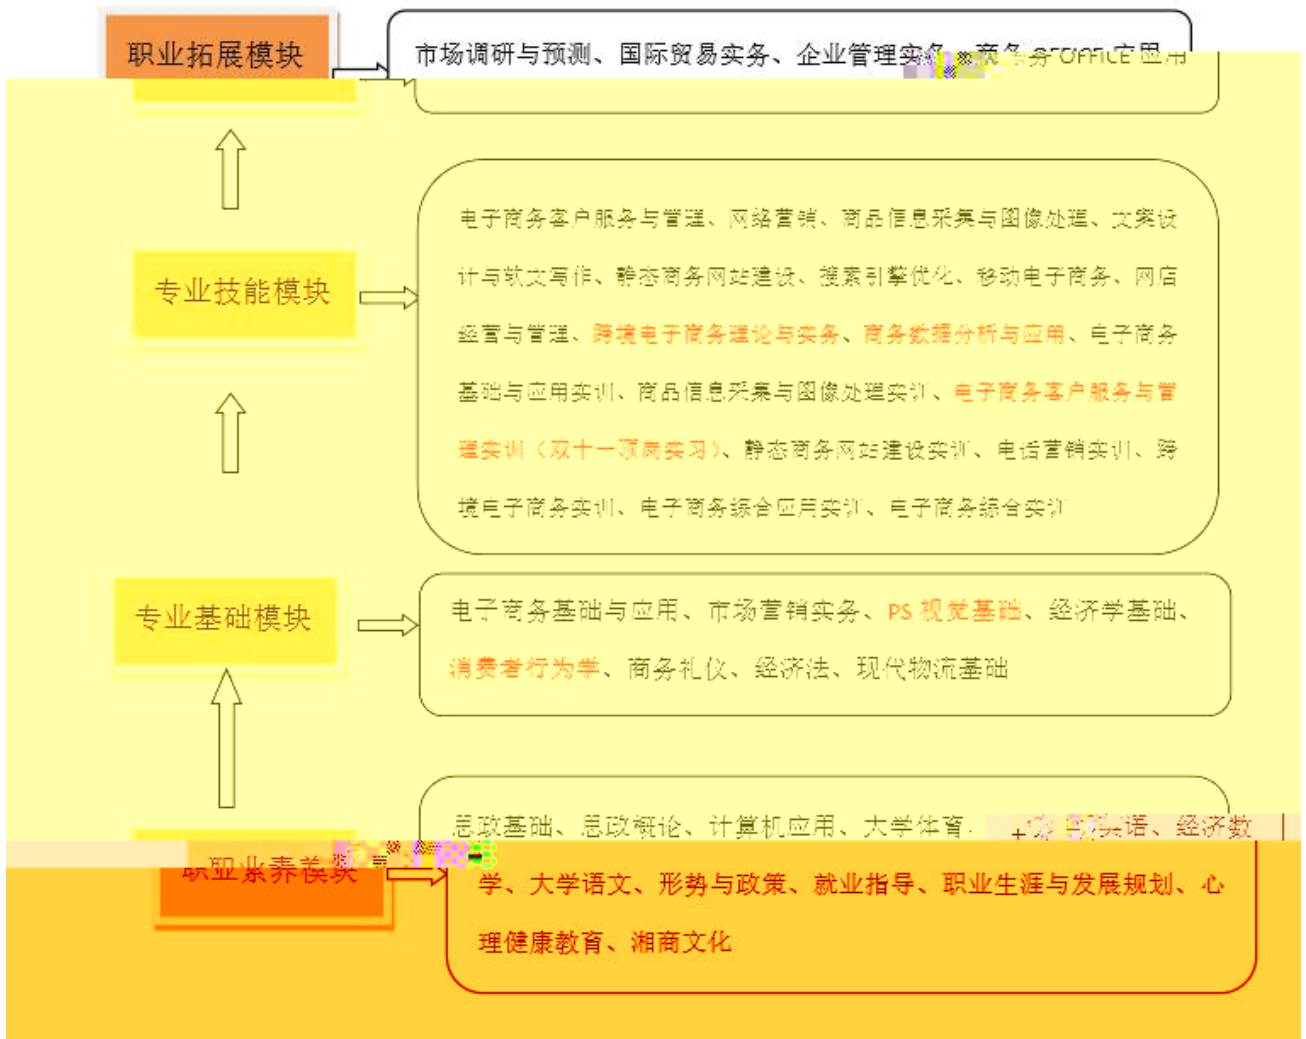 职业拓展模块
市场调研与预测、国际贸易实务、企业管理实务、商务 OFFICE 应用
专业技能模块
电子商务客户服务与管理、网络营销、商品信息采集与图像处理、文案设
计与软文写作、静态商务网站建设、搜索引擎优化、移动电子商务、网店
经营与管理、跨境电子商务理论与实务、商务数据分析与应用、电子商务
基础与应用实训、商品信息采集与图像处理实训、电子商务客户服务与管
理实训（双十一顶岗实习）、静态商务网站建设实训、电话营销实训、跨
境电子商务实训、电子商务综合应用实训、电子商务综合实训
专业基础模块
电子商务基础与应用、市场营销实务、PS 视觉基础、经济学基础、
消费者行为学、商务礼仪、经济法、现代物流基础
职业素养模块
思政基础、思政概论、计算机应用、大学体育、英语、经济数
学、大学语文、形势与政策、就业指导、职业生涯与发展规划、心
理健康教育、湘商文化